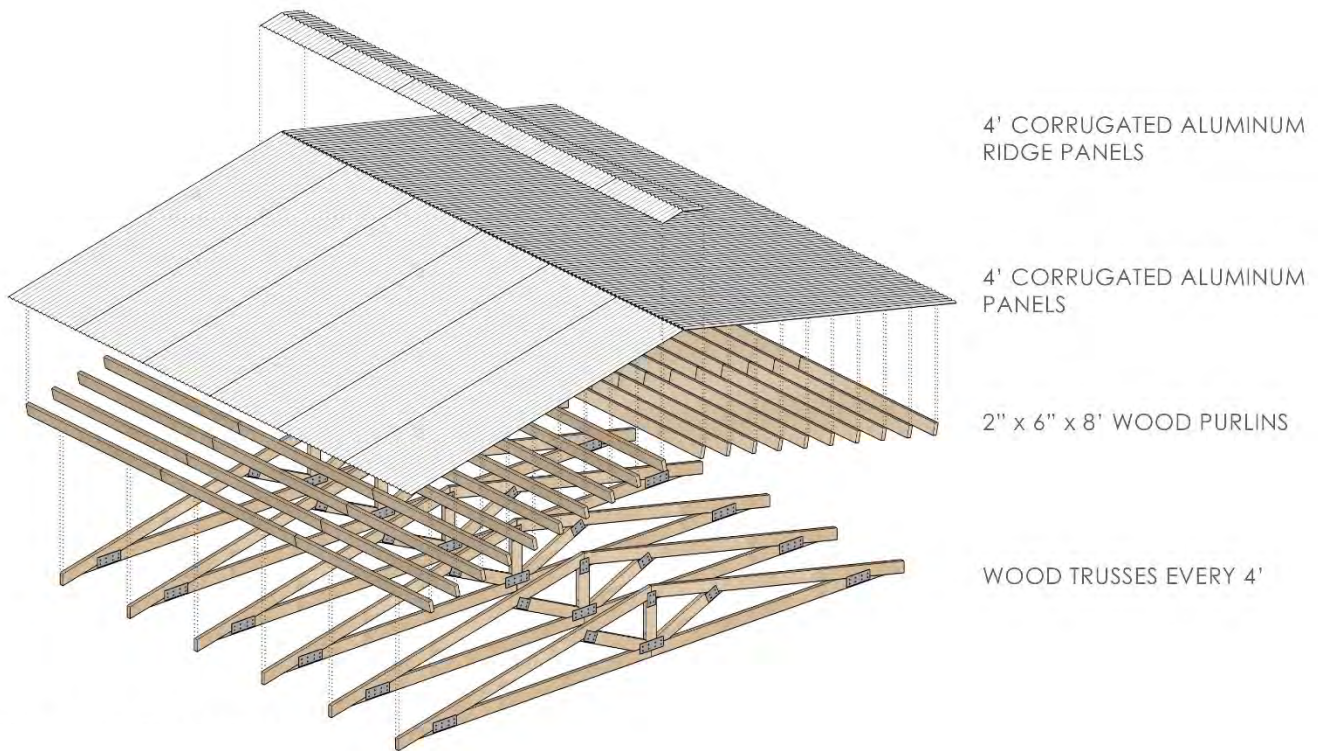 4’ CORRUGATED ALUMINUM
RIDGE PANELS
4’ CORRUGATED ALUMINUM
PANELS
2” x 6” x 8’ WOOD PURLINS
WOOD TRUSSES EVERY 4’